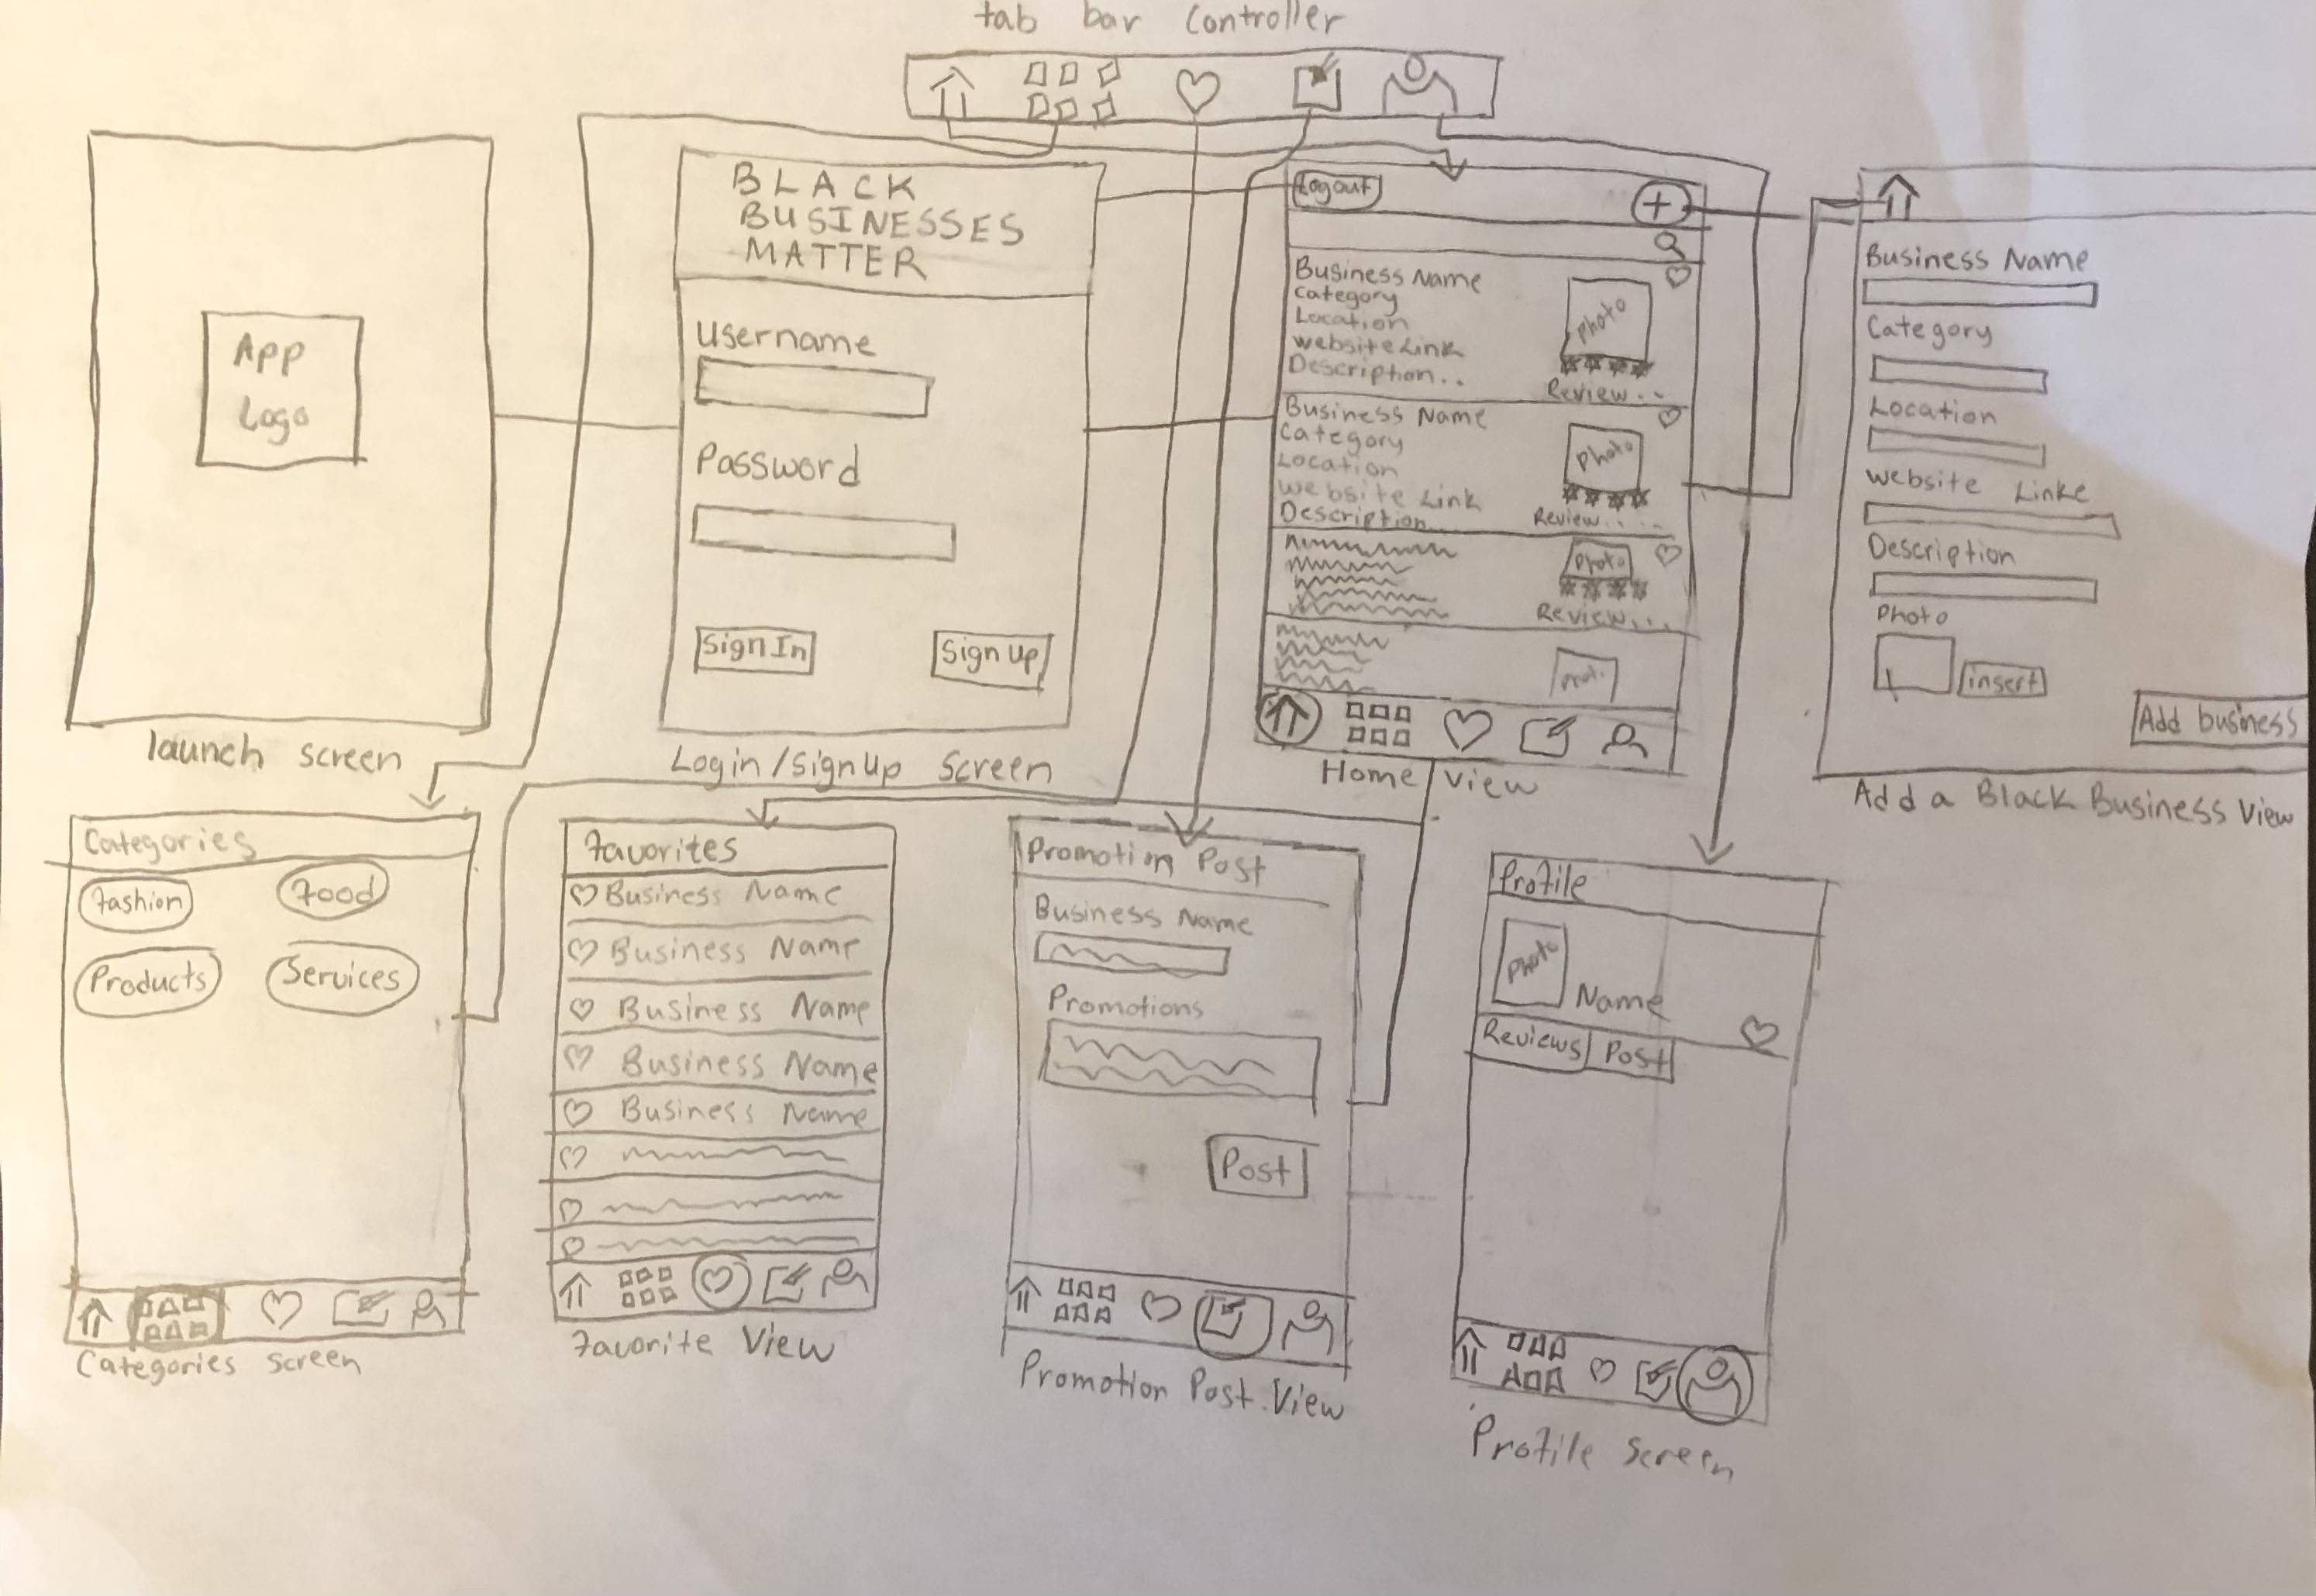 tab bar Controller
App
Logo
launch screen
BLACK
BUSINESSES
MATTER
Username
Password
Sign In
Sign Up
Login/SignUp Screen
Logout
+
Business Name
Category
Location
website Link
Description..
Photo
Review...
Business Name
Category
Location
Website Link
Description...
Photo
Review.....
Photo
Review...
Home View
Business Name
Category
Location
Website Linke
Description
Photo
insert
Add business
Add a Black Business View
Categories
Fashion
Food
Products
Services
Categories Screen
Favorites
Business Name
Business Name
Business Name
Business Name
Business Name
Favorite View
Promotion Post
Business Name
Promotions
Post
Promotion Post View
Profile
Photo
Name
Reviews
Post
Profile Screen